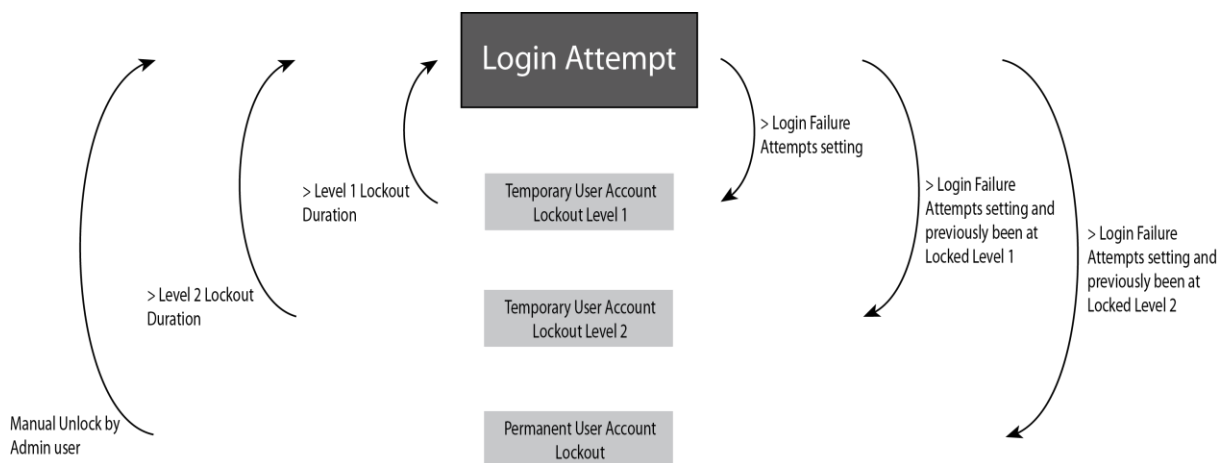 Login Attempt
> Login Failure
Attempts setting
> Level 1 Lockout
Duration
Temporary User Account
Lockout Level 1
> Login Failure
Attempts setting and
previously been at
Locked Level 1
> Login Failure
Attempts setting and
previously been at
Locked Level 2
> Level 2 Lockout
Duration
Temporary User Account
Lockout Level 2
Manual Unlock by
Admin user
Permanent User Account
Lockout